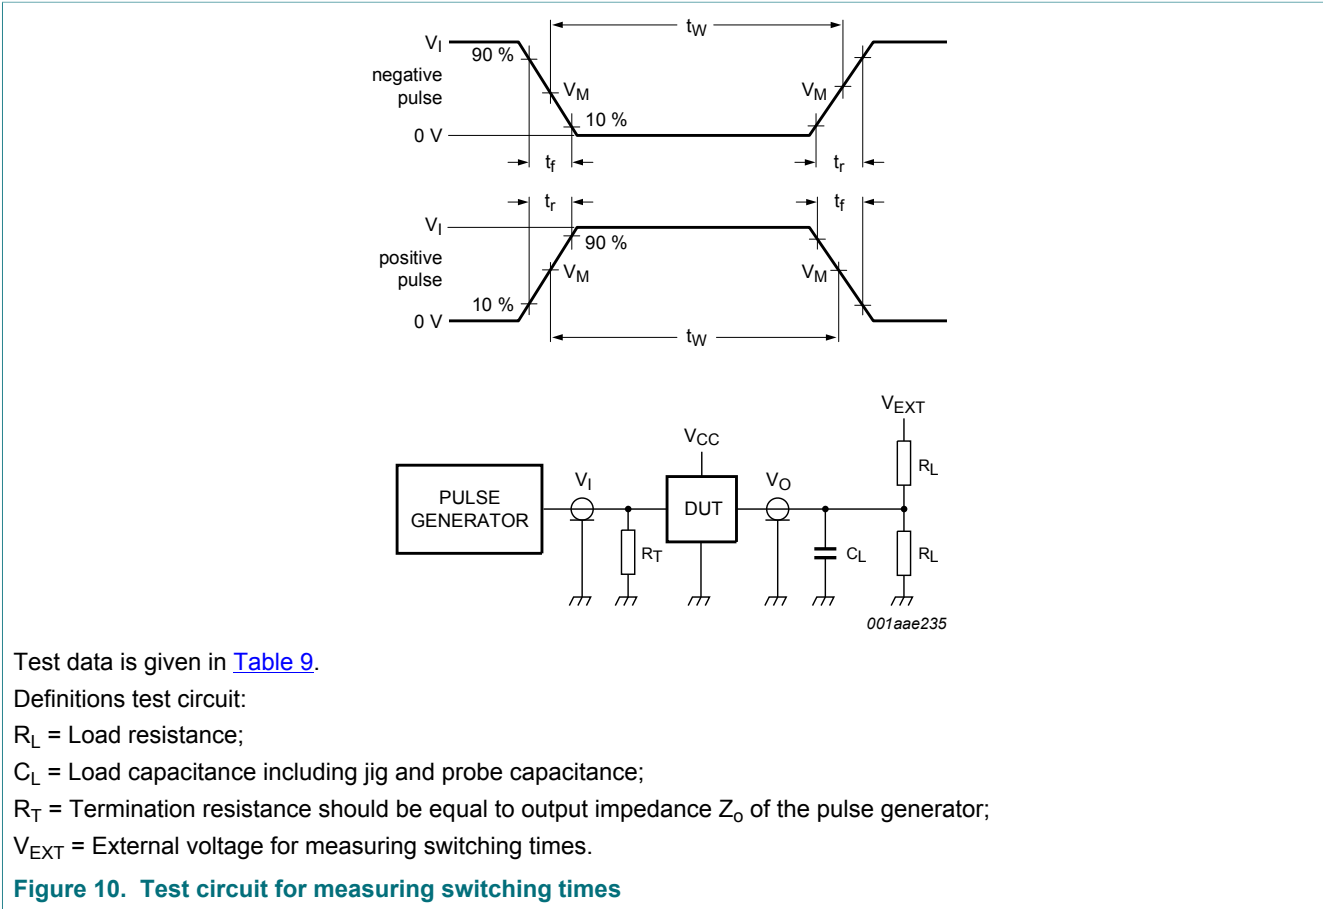 tW
VI
90 %
negative
pulse
VM
VM
10 %
0 V
tf
tr
tr
tf
VI
90 %
positive
pulse
VM
VM
10 %
0 V
tW
VEXT
VCC
RL
VI
VO
PULSE
GENERATOR
DUT
RT
CL
RL
001aae235
Test data is given in Table 9.
Definitions test circuit:
RL = Load resistance;
CL = Load capacitance including jig and probe capacitance;
RT = Termination resistance should be equal to output impedance Zo of the pulse generator;
VEXT = External voltage for measuring switching times.
Figure 10. Test circuit for measuring switching times